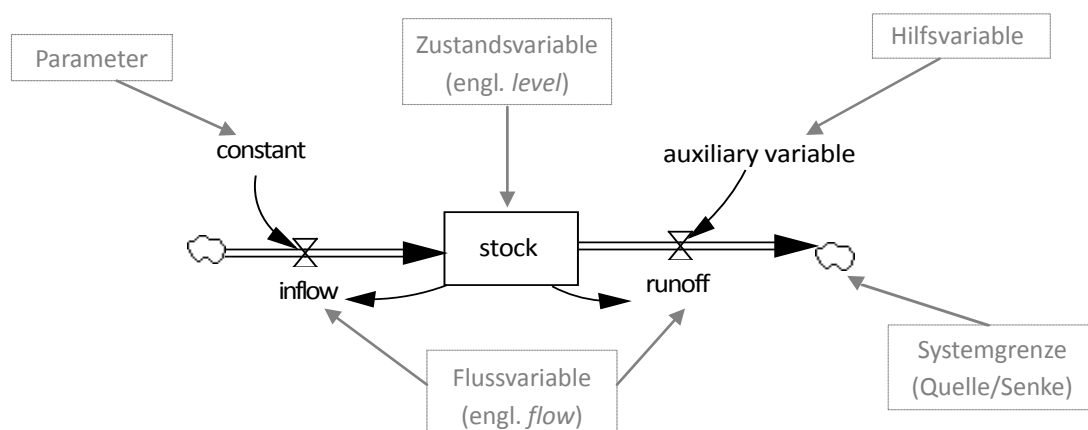 Parameter
Zustandsvariable
(engl. level)
Hilfsvariable
constant
auxiliary variable
stock
inflow
runoff
Flussvariable
(engl. flow)
Systemgrenze
(Quelle/Senke)